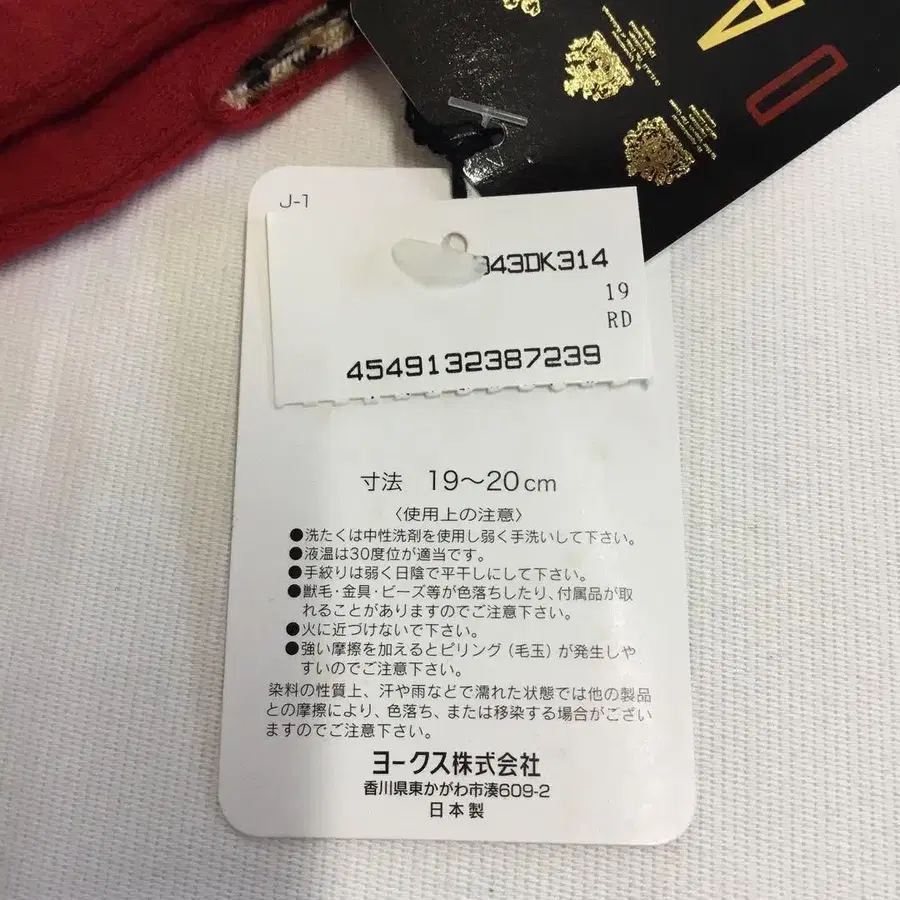 J-1
943DK314
19
RD
4549132387239
寸法 19〜20cm
〈使用上の注意〉
●洗たくは中性洗剤を使用し弱く手洗いして下さい。
●液温は30度位が適当です。
●手絞りは弱く日陰で平干しにして下さい。
●獣毛・金具・ビーズ等が色落ちしたり、付属品が取
れることがありますのでご注意下さい。
●火に近づけないで下さい。
●強い摩擦を加えるとピリング（毛玉）が発生しや
すいのでご注意下さい。
染料の性質上、汗や雨などで濡れた状態では他の製品
との摩擦により、色落ち、または移染する場合がござい
ますのでご注意下さい。
ヨークス株式会社
香川県東かがわ市湊609-2
日本製